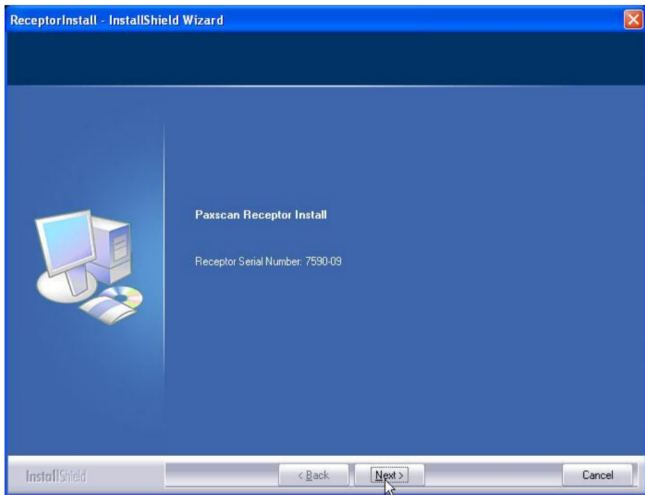 ReceptorInstall - InstallShield Wizard
Paxscan Receptor Install
Receptor Serial Number: 7590-09
InstallShield
< Back
Next >
Cancel